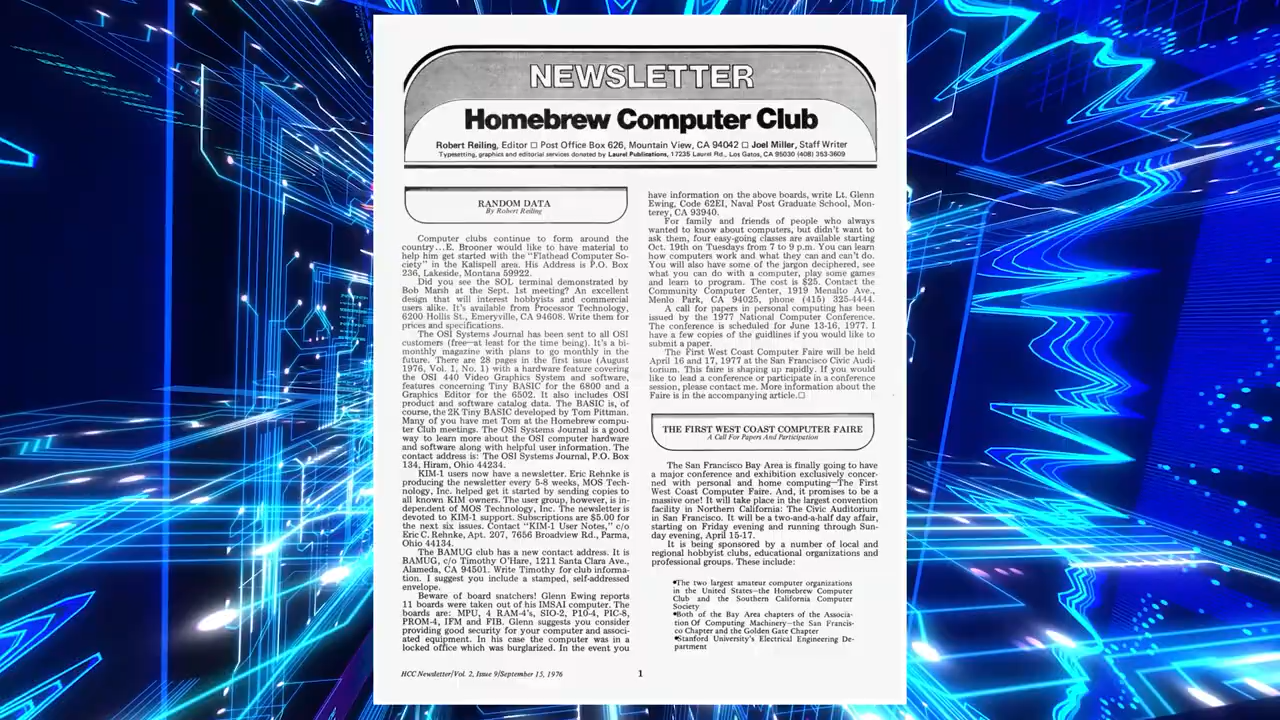 NEWSLETTER
Homebrew Computer Club
Robert Reiling, Editor □ Post Office Box 626, Mountain View, CA 94042 □ Joel Miller, Staff Writer
Typesetting, graphics and editorial services donated by Laurel Publications, 17235 Laurel Rd., Los Gatos, CA 95030 (408) 353-3609
RANDOM DATA
By Robert Reiling
Computer clubs continue to form around the
country...E. Brooner would like to have material to
help him get started with the "Flathead Computer So-
ciety" in the Kalispell area. His Address is P.O. Box
236, Lakeside, Montana 59922.
Did you see the SOL terminal demonstrated by
Bob Marsh at the Sept. 1st meeting? An excellent
design that will interest hobbyists and commercial
users alike. It's available from Processor Technology,
6200 Hollis St., Emeryville, CA 94608. Write them for
prices and specifications.
The OSI Systems Journal has been sent to all OSI
customers (free—at least for the time being). It's a bi-
monthly magazine with plans to go monthly in the
future. There are 28 pages in the first issue (August
1976, Vol. 1, No. 1) with a hardware feature covering
the OSI 440 Video Graphics System and software,
features concerning Tiny BASIC for the 6800 and a
Graphics Editor for the 6502. It also includes OSI
product and software catalog data. The BASIC is, of
course, the 2K Tiny BASIC developed by Tom Pittman.
Many of you have met Tom at the Homebrew compu-
ter Club meetings. The OSI Systems Journal is a good
way to learn more about the OSI computer hardware
and software along with helpful user information. The
contact address is: The OSI Systems Journal, P.O. Box
134, Hiram, Ohio 44234.
KIM-1 users now have a newsletter. Eric Rehnke is
producing the newsletter every 5-8 weeks, MOS Tech-
nology, Inc. helped get it started by sending copies to
all known KIM owners. The user group, however, is in-
dependent of MOS Technology, Inc. The newsletter is
devoted to KIM-1 support. Subscriptions are $5.00 for
the next six issues. Contact "KIM-1 User Notes," c/o
Eric C. Rehnke, Apt. 207, 7656 Broadview Rd., Parma,
Ohio 44134.
The BAMUG club has a new contact address. It is
BAMUG, c/o Timothy O'Hare, 1211 Santa Clara Ave.,
Alameda, CA 94501. Write Timothy for club informa-
tion. I suggest you include a stamped, self-addressed
envelope.
Beware of board snatchers! Glenn Ewing reports
11 boards were taken out of his IMSAI computer. The
boards are: MPU, 4 RAM-4's, SIO-2, P10-4, PIC-8,
PROM-4, IFM and FIB. Glenn suggests you consider
providing good security for your computer and associ-
ated equipment. In his case the computer was in a
locked office which was burglarized. In the event you
have information on the above boards, write Lt. Glenn
Ewing, Code 62EI, Naval Post Graduate School, Mon-
terey, CA 93940.
For family and friends of people who always
wanted to know about computers, but didn't want to
ask them, four easy-going classes are available starting
Oct. 19th on Tuesdays from 7 to 9 p.m. You can learn
how computers work and what they can and can't do.
You will also have some of the jargon deciphered, see
what you can do with a computer, play some games
and learn to program. The cost is $25. Contact the
Community Computer Center, 1919 Menalto Ave.,
Menlo Park, CA 94025, phone (415) 325-4444.
A call for papers in personal computing has been
issued by the 1977 National Computer Conference.
The conference is scheduled for June 13-16, 1977. I
have a few copies of the guidlines if you would like to
submit a paper.
The First West Coast Computer Faire will be held
April 16 and 17, 1977 at the San Francisco Civic Audi-
torium. This faire is shaping up rapidly. If you would
like to lead a conference or participate in a conference
session, please contact me. More information about the
Faire is in the accompanying article.□
THE FIRST WEST COAST COMPUTER FAIRE
A Call For Papers And Participation
The San Francisco Bay Area is finally going to have
a major conference and exhibition exclusively concer-
ned with personal and home computing—The First
West Coast Computer Faire. And, it promises to be a
massive one! It will take place in the largest convention
facility in Northern California: The Civic Auditorium
in San Francisco. It will be a two-and-a-half day affair,
starting on Friday evening and running through Sun-
day evening, April 15-17.
It is being sponsored by a number of local and
regional hobbyist clubs, educational organizations and
professional groups. These include:
•The two largest amateur computer organizations
in the United States—the Homebrew Computer
Club and the Southern California Computer
Society
•Both of the Bay Area chapters of the Associa-
tion Of Computing Machinery—the San Francis-
co Chapter and the Golden Gate Chapter
•Stanford University's Electrical Engineering De-
partment
HCC Newsletter/Vol. 2, Issue 9/September 15, 1976
1